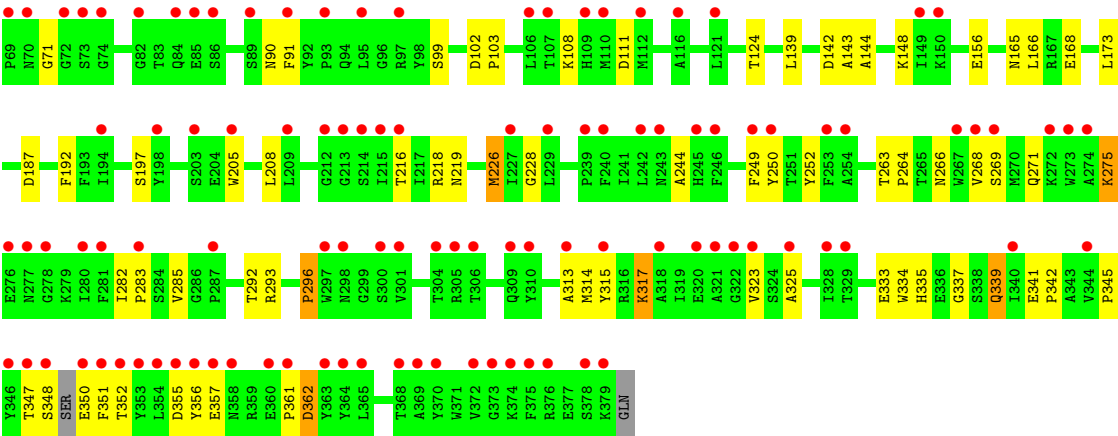 P69 N70 G71 G72 S73 G74 G82 T83 Q84 E85 S86 S89 N90 F91 Y92 P93 Q94 L95 G96 R97 Y98 S99 D102 P103 L106 T107 K108 H109 M110 D111 M112 A116 L121 T124 L139 D142 A143 A144 K148 I149 K150 E156 N165 L166 R167 E168 L173
D187 F192 F193 I194 S197 Y198 S203 E204 W205 L208 L209 G212 G213 S214 I215 T216 I217 R218 N219 M226 I227 G228 L229 P239 F240 I241 L242 N243 A244 H245 F246 F249 Y250 T251 Y252 F253 A254 T263 P264 T265 N266 W267 V268 S269 M270 Q271 K272 W273 A274 K275
E276 N277 G278 K279 I280 F281 I282 P283 S284 V285 G286 P287 T292 R293 P296 W297 N298 G299 S300 V301 T304 R305 T306 Q309 Y310 A313 M314 Y315 R316 K317 A318 I319 E320 A321 G322 V323 S324 A325 I328 T329 E333 W334 H335 E336 G337 S338 Q339 I340 E341 P342 A343 V344 P345
Y346 T347 S348 SER E350 F351 T352 Y353 L354 D355 Y356 E357 N358 R359 E360 P361 D362 Y363 Y364 L365 T368 A369 Y370 W371 V372 G373 K374 F375 R376 E377 S378 K379 GLN